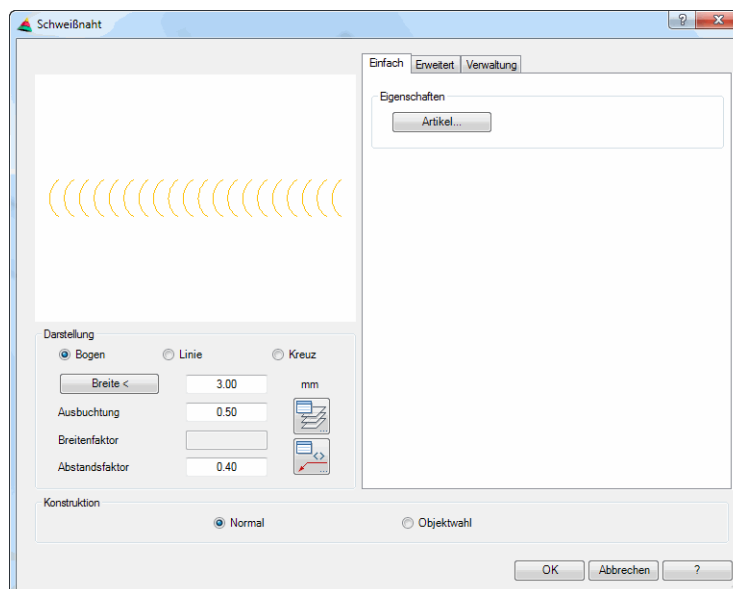 Schweißnaht
?
X
Einfach Erweitert Verwaltung
Eigenschaften
Artikel...
Darstellung
Bogen Linie Kreuz
Breite < 3.00 mm
Ausbuchtung 0.50
Breitenfaktor
Abstandsfaktor 0.40
Konstruktion
Normal Objektwahl
OK Abbrechen ?